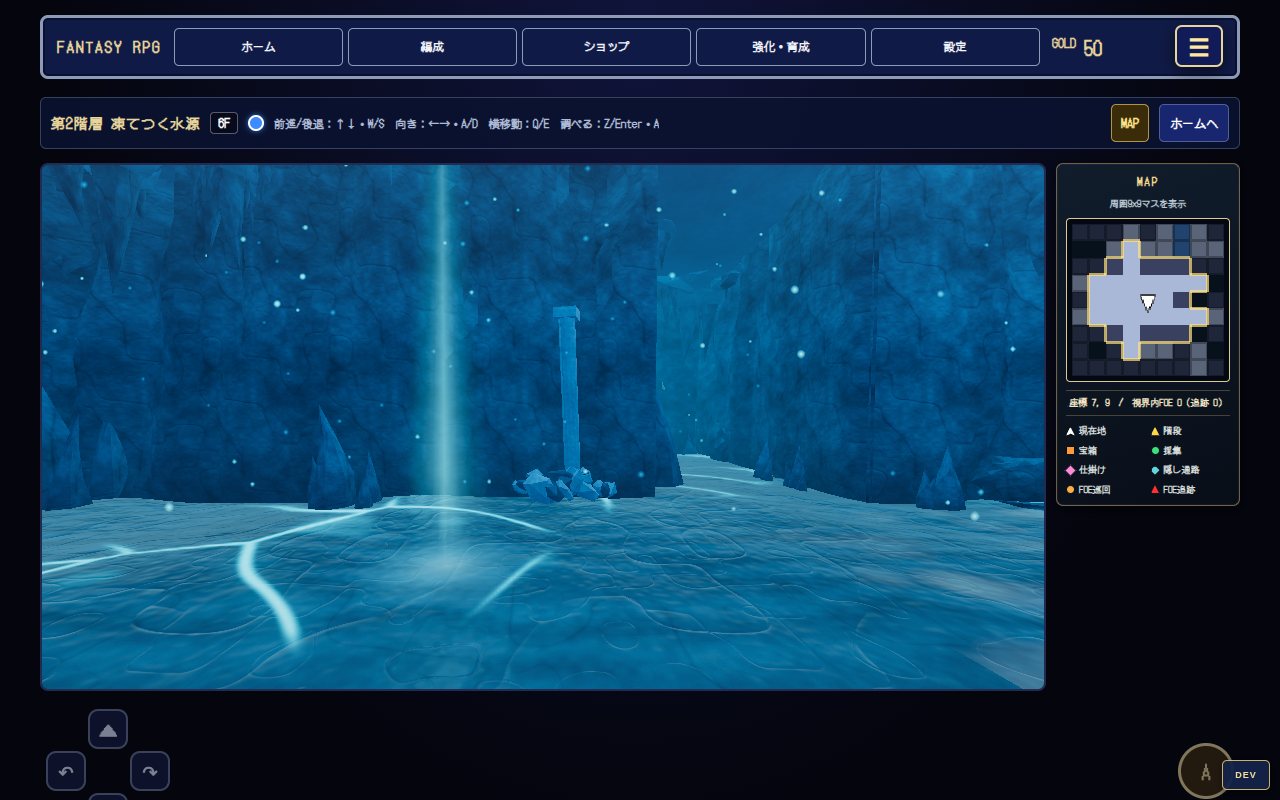 FANTASY RPG
ホーム
編成
ショップ
強化・育成
設定
GOLD 50
第2階層 凍てつく水源
6F
前進/後退：↑↓・W/S 向き：←→・A/D 横移動：Q/E 調べる：Z/Enter・A
MAP
ホームへ
MAP
周囲9x9マスを表示
座標 7, 9 / 視界内FOE 0 (追跡 0)
現在地
階段
宝箱
採集
仕掛け
隠し通路
FOE巡回
FOE追跡
A
DEV